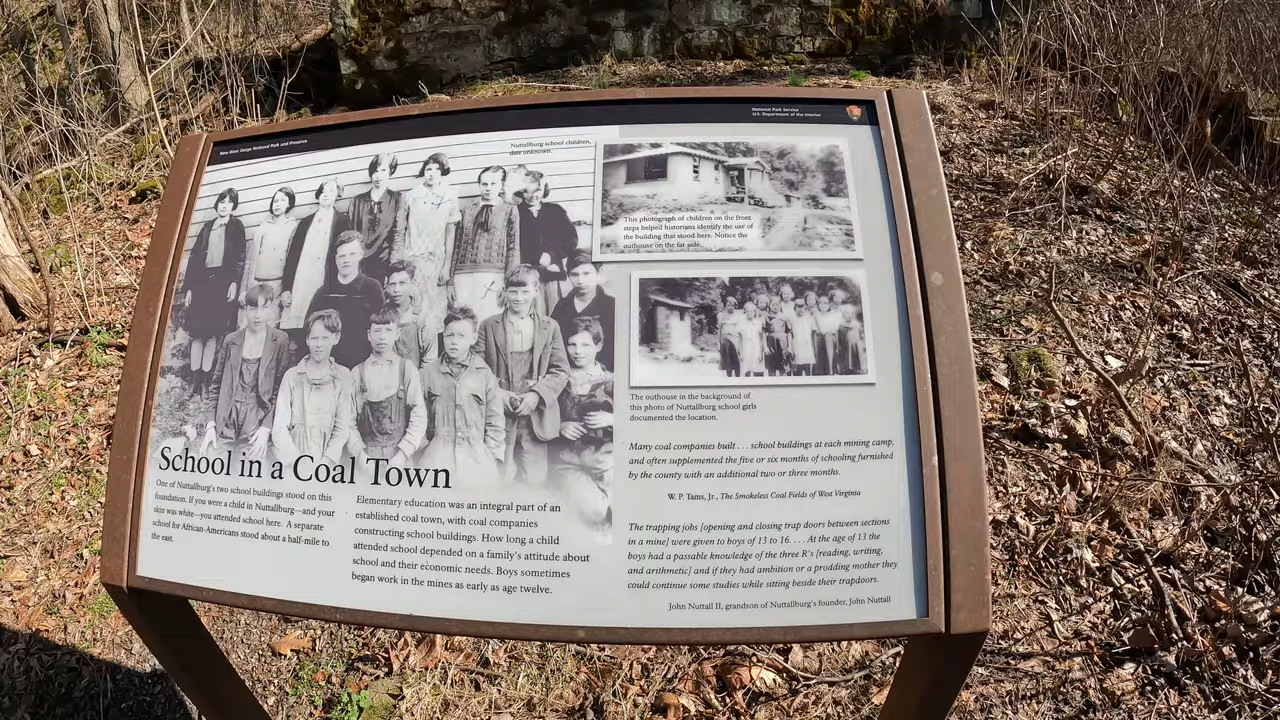 New River Gorge National Park and Preserve
National Park Service
U.S. Department of the Interior
Nuttallburg school children,
date unknown.
This photograph of children on the front
steps helped historians identify the use of
the building that stood here. Notice the
outhouse on the far side.
The outhouse in the background of
this photo of Nuttallburg school girls
documented the location.
School in a Coal Town
One of Nuttallburg's two school buildings stood on this
foundation. If you were a child in Nuttallburg—and your
skin was white—you attended school here. A separate
school for African-Americans stood about a half-mile to
the east.
Elementary education was an integral part of an
established coal town, with coal companies
constructing school buildings. How long a child
attended school depended on a family's attitude about
school and their economic needs. Boys sometimes
began work in the mines as early as age twelve.
Many coal companies built . . . school buildings at each mining camp,
and often supplemented the five or six months of schooling furnished
by the county with an additional two or three months.
W. P. Tams, Jr., The Smokeless Coal Fields of West Virginia
The trapping jobs [opening and closing trap doors between sections
in a mine] were given to boys of 13 to 16. . . . At the age of 13 the
boys had a passable knowledge of the three R's [reading, writing,
and arithmetic] and if they had ambition or a prodding mother they
could continue some studies while sitting beside their trapdoors.
John Nuttall II, grandson of Nuttallburg's founder, John Nuttall